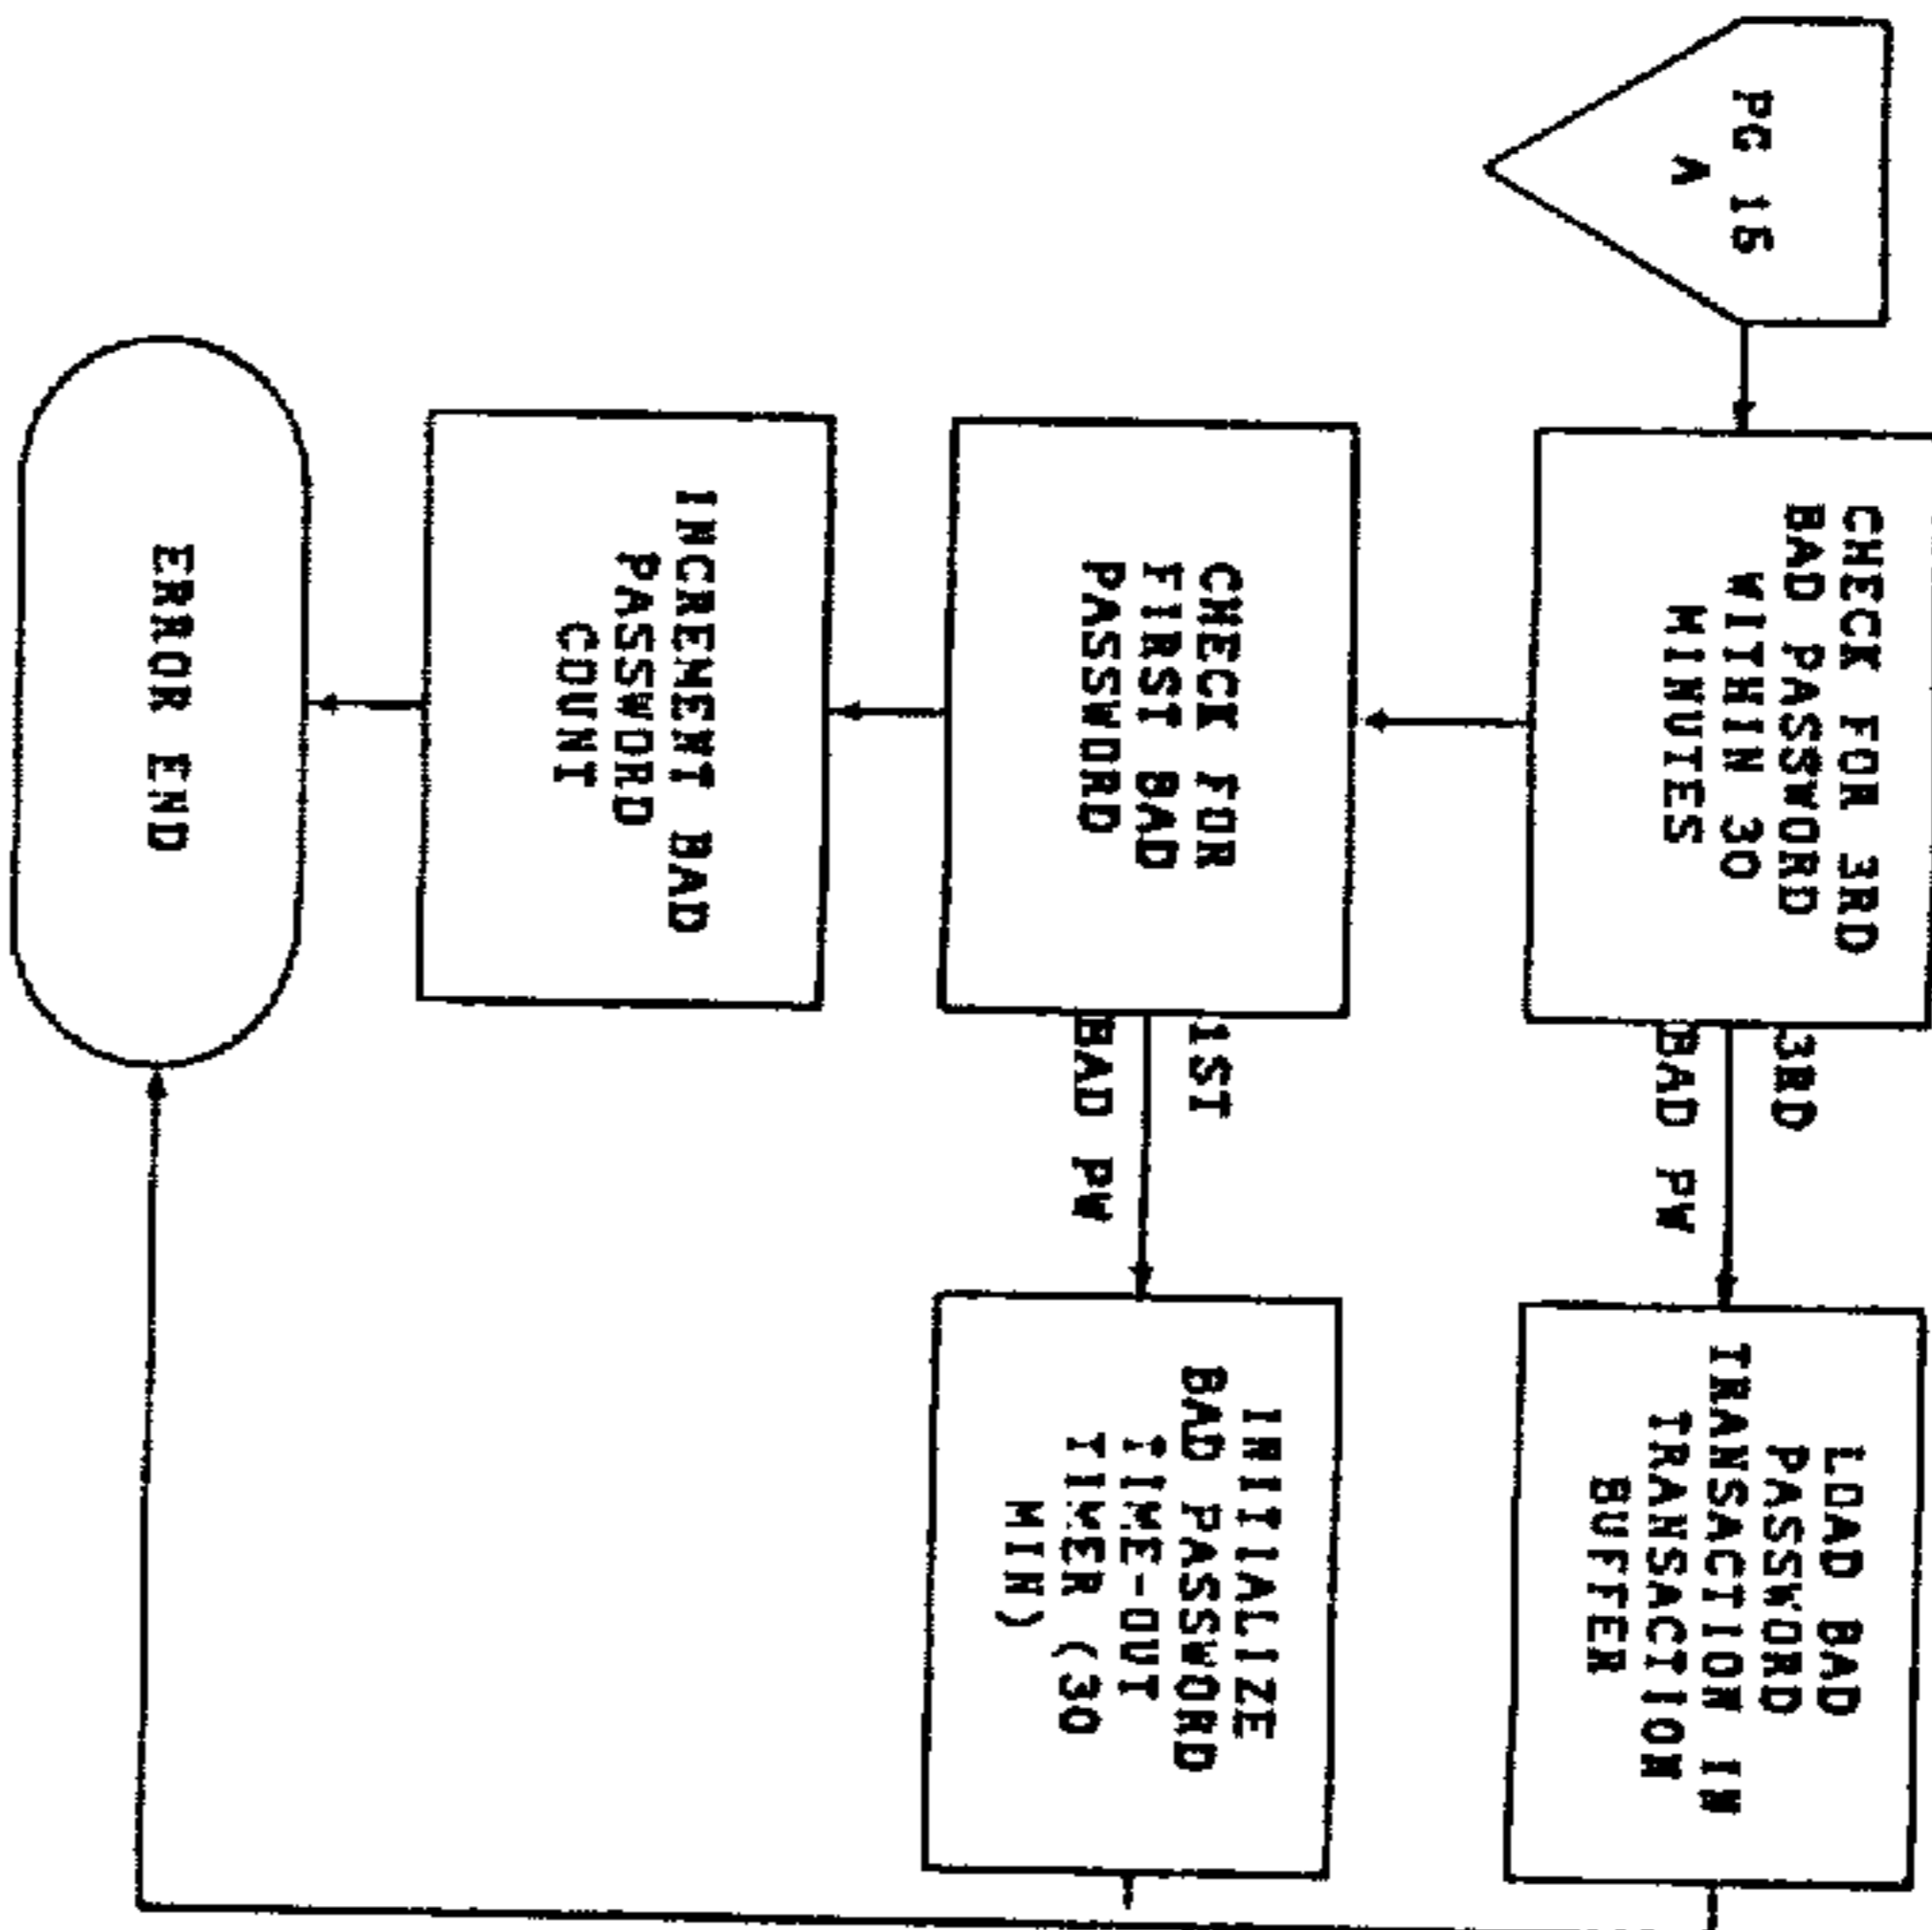 PG 16
A
CHECK FOR 3RD
BAD PASSWORD
WITHIN 30
MINUTES
3RD
BAD PW
LOAD BAD
PASSWORD
TRANSACTION IN
TRANSACTION
BUFFER
CHECK FOR
FIRST BAD
PASSWORD
1ST
BAD PW
INITIALIZE
BAD PASSWORD
TIME-OUT
TIMER (30
MIN)
INCREMENT BAD
PASSWORD
COUNT
ERROR END